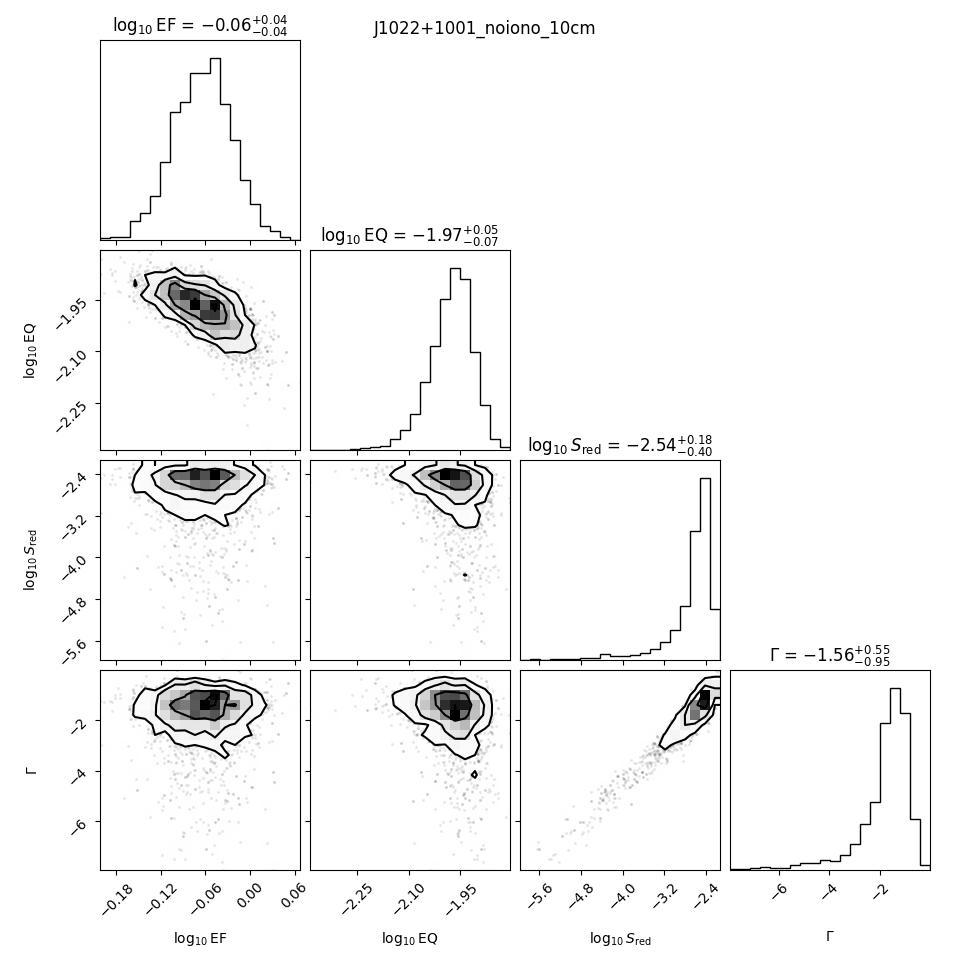 J1022+1001_noiono_10cm
log₁₀ EF = −0.06⁺⁰·⁰⁴₋₀.₀₄
log₁₀ EQ = −1.97⁺⁰·⁰⁵₋₀.₀₇
−1.95
−2.10
−2.25
log₁₀ EQ
log₁₀ S_red = −2.54⁺⁰·¹⁸₋₀.₄₀
−2.4
−3.2
−4.0
−4.8
−5.6
log₁₀ S_red
Γ = −1.56⁺⁰·⁵⁵₋₀.₉₅
−2
−4
−6
Γ
−0.18 −0.12 −0.06 0.00 0.06
−2.25 −2.10 −1.95
−5.6 −4.8 −4.0 −3.2 −2.4
−6 −4 −2
log₁₀ EF
log₁₀ EQ
log₁₀ S_red
Γ